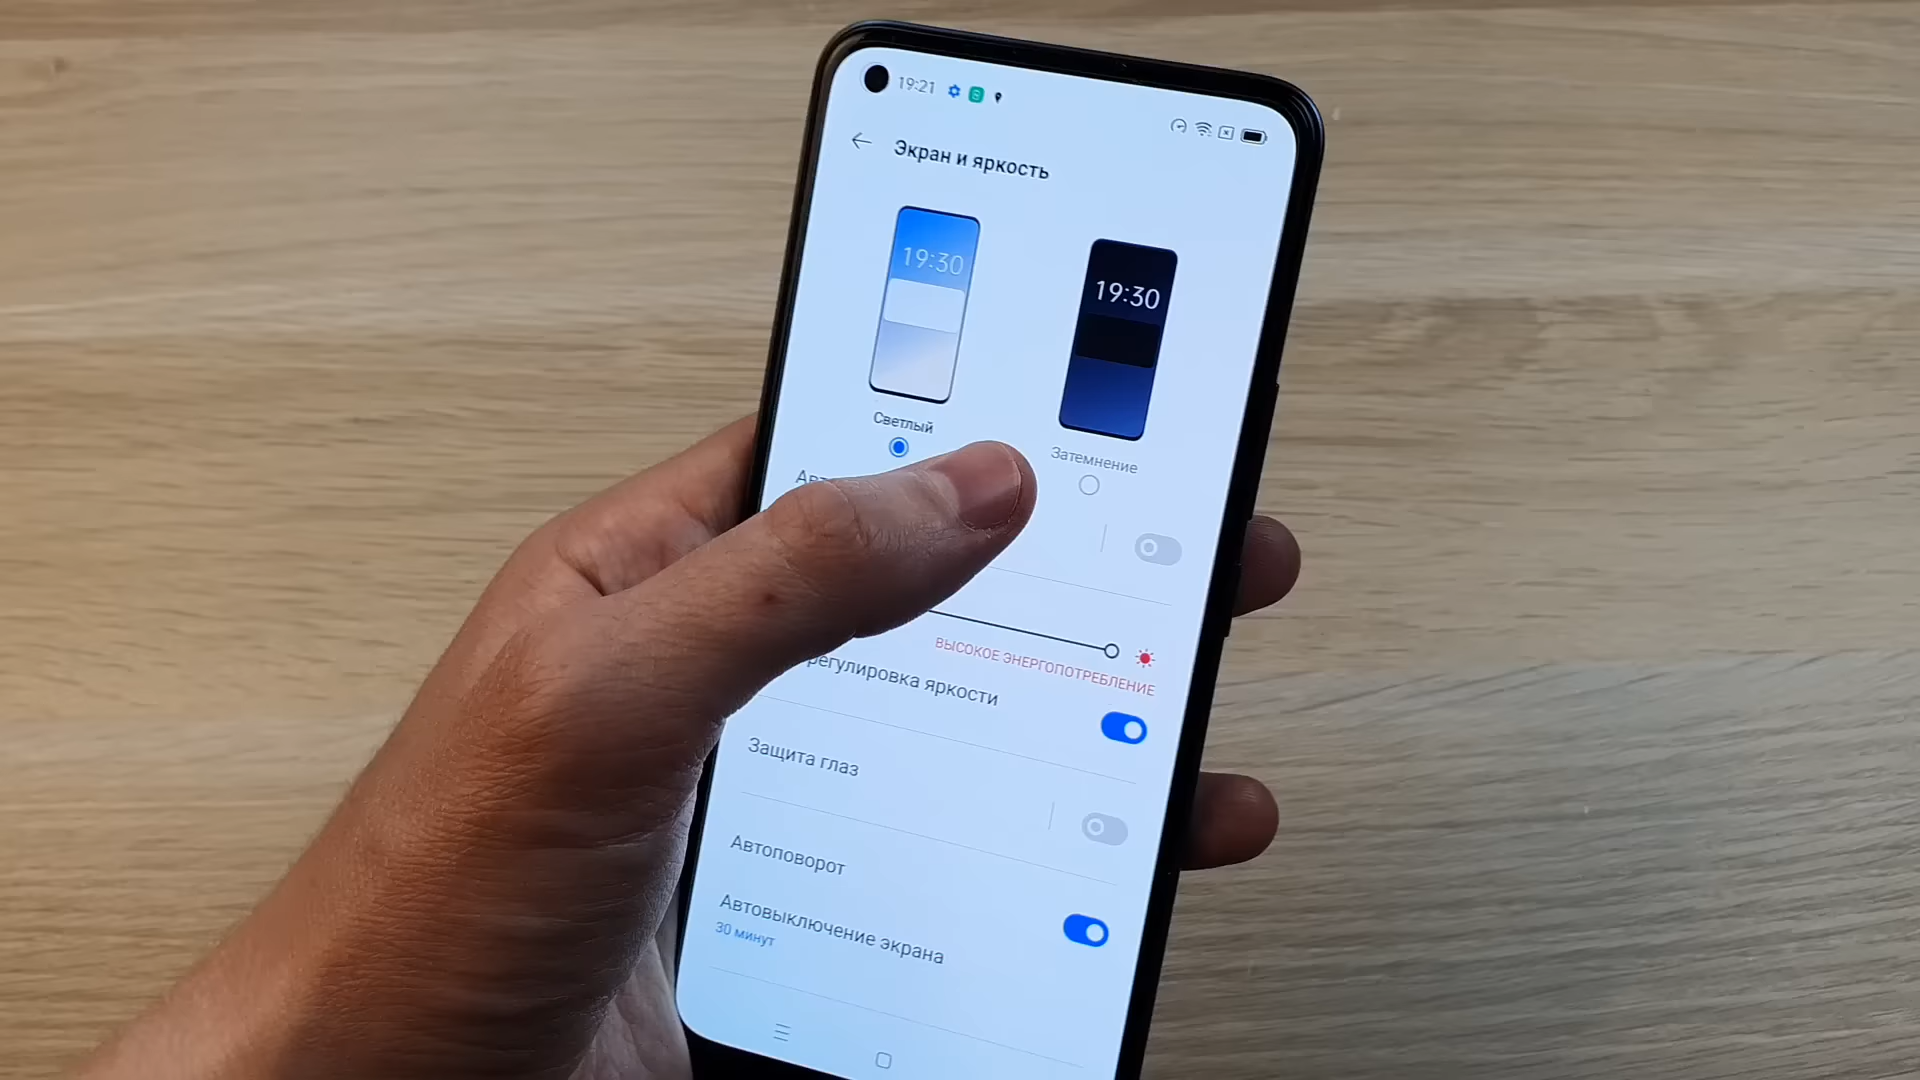 19:21
Экран и яркость
19:30
19:30
Светлый
Затемнение
ВЫСОКОЕ ЭНЕРГОПОТРЕБЛЕНИЕ
регулировка яркости
Защита глаз
Автоповорот
Автовыключение экрана
30 минут